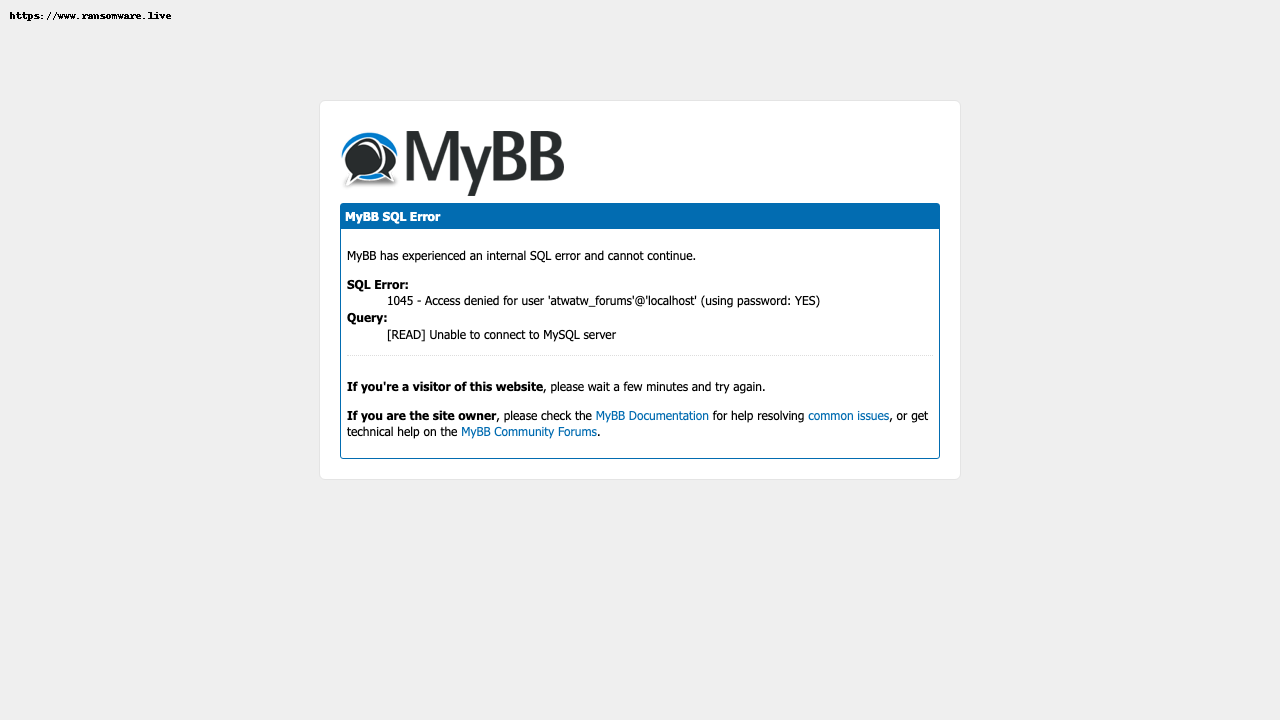 https://www.ransomware.live
MyBB
MyBB SQL Error
MyBB has experienced an internal SQL error and cannot continue.
SQL Error:
1045 - Access denied for user 'atwatw_forums'@'localhost' (using password: YES)
Query:
[READ] Unable to connect to MySQL server
If you're a visitor of this website, please wait a few minutes and try again.
If you are the site owner, please check the MyBB Documentation for help resolving common issues, or get
technical help on the MyBB Community Forums.